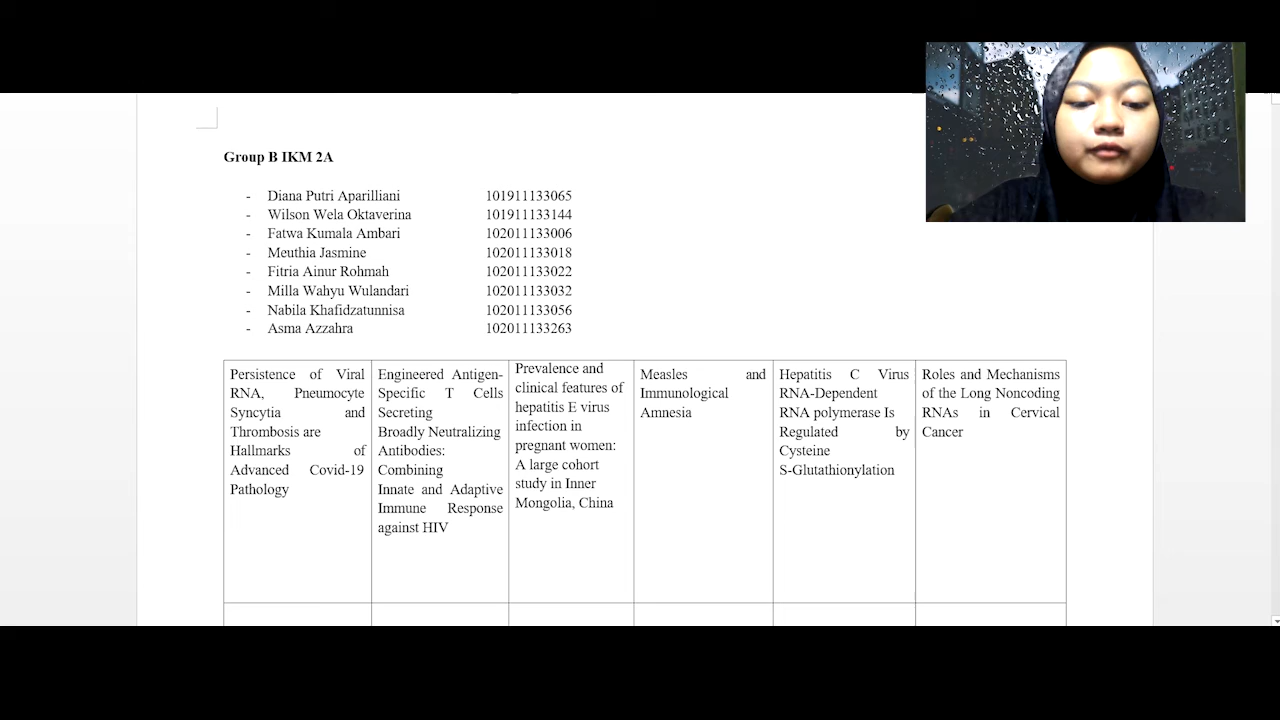 Group B IKM 2A
- Diana Putri Aparilliani 101911133065
- Wilson Wela Oktaverina 101911133144
- Fatwa Kumala Ambari 102011133006
- Meuthia Jasmine 102011133018
- Fitria Ainur Rohmah 102011133022
- Milla Wahyu Wulandari 102011133032
- Nabila Khafidzatunnisa 102011133056
- Asma Azzahra 102011133263
Persistence of Viral
RNA, Pneumocyte
Syncytia and
Thrombosis are
Hallmarks of
Advanced Covid-19
Pathology
Engineered Antigen-
Specific T Cells
Secreting
Broadly Neutralizing
Antibodies:
Combining
Innate and Adaptive
Immune Response
against HIV
Prevalence and
clinical features of
hepatitis E virus
infection in
pregnant women:
A large cohort
study in Inner
Mongolia, China
Measles and
Immunological
Amnesia
Hepatitis C Virus
RNA-Dependent
RNA polymerase Is
Regulated by
Cysteine
S-Glutathionylation
Roles and Mechanisms
of the Long Noncoding
RNAs in Cervical
Cancer